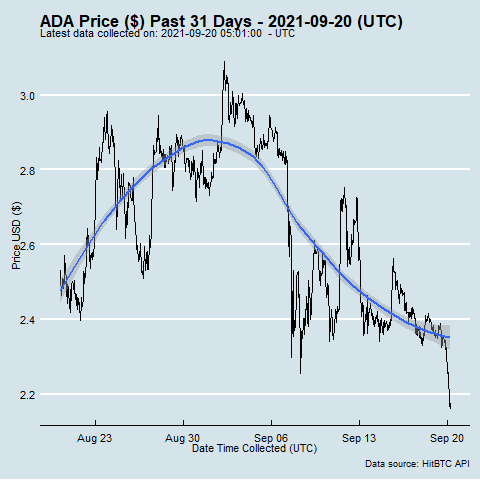 ADA Price ($) Past 31 Days - 2021-09-20 (UTC)
Latest data collected on: 2021-09-20 05:01:00 - UTC
3.0
2.8
2.6
2.4
2.2
Price USD ($)
Aug 23 Aug 30 Sep 06 Sep 13 Sep 20
Date Time Collected (UTC)
Data source: HitBTC API